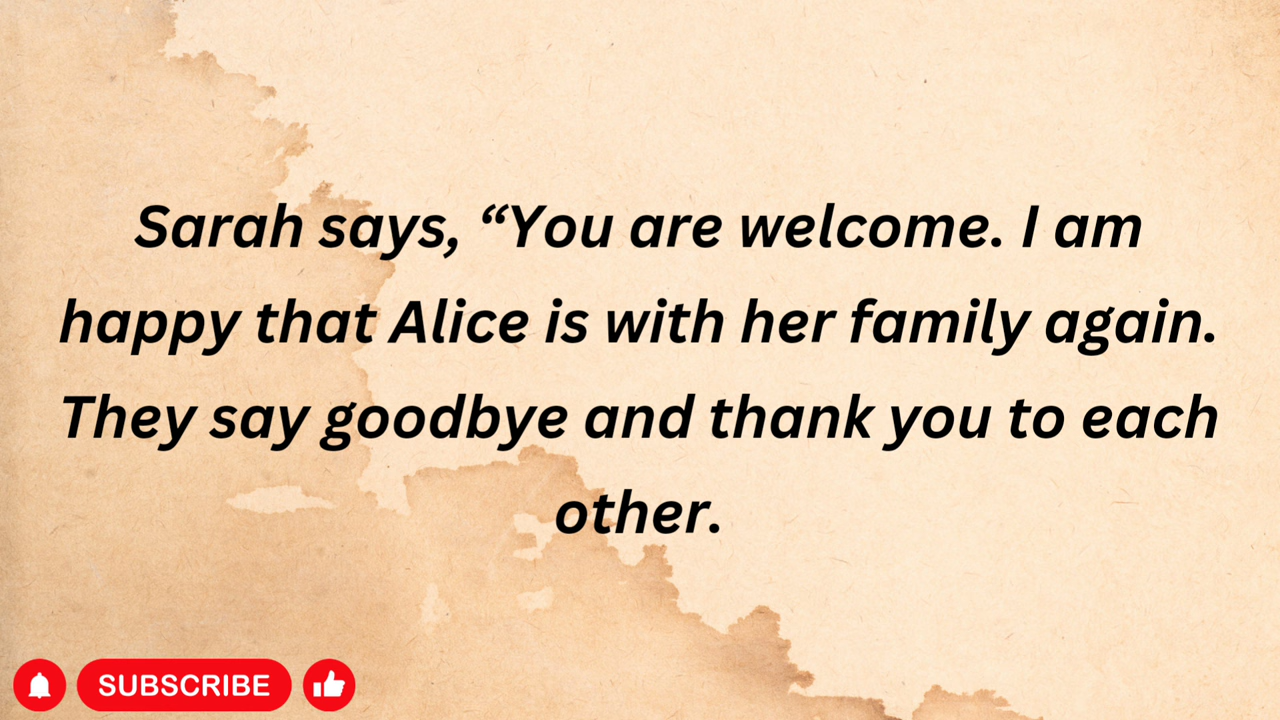 Sarah says, “You are welcome. I am
happy that Alice is with her family again.
They say goodbye and thank you to each
other.
SUBSCRIBE